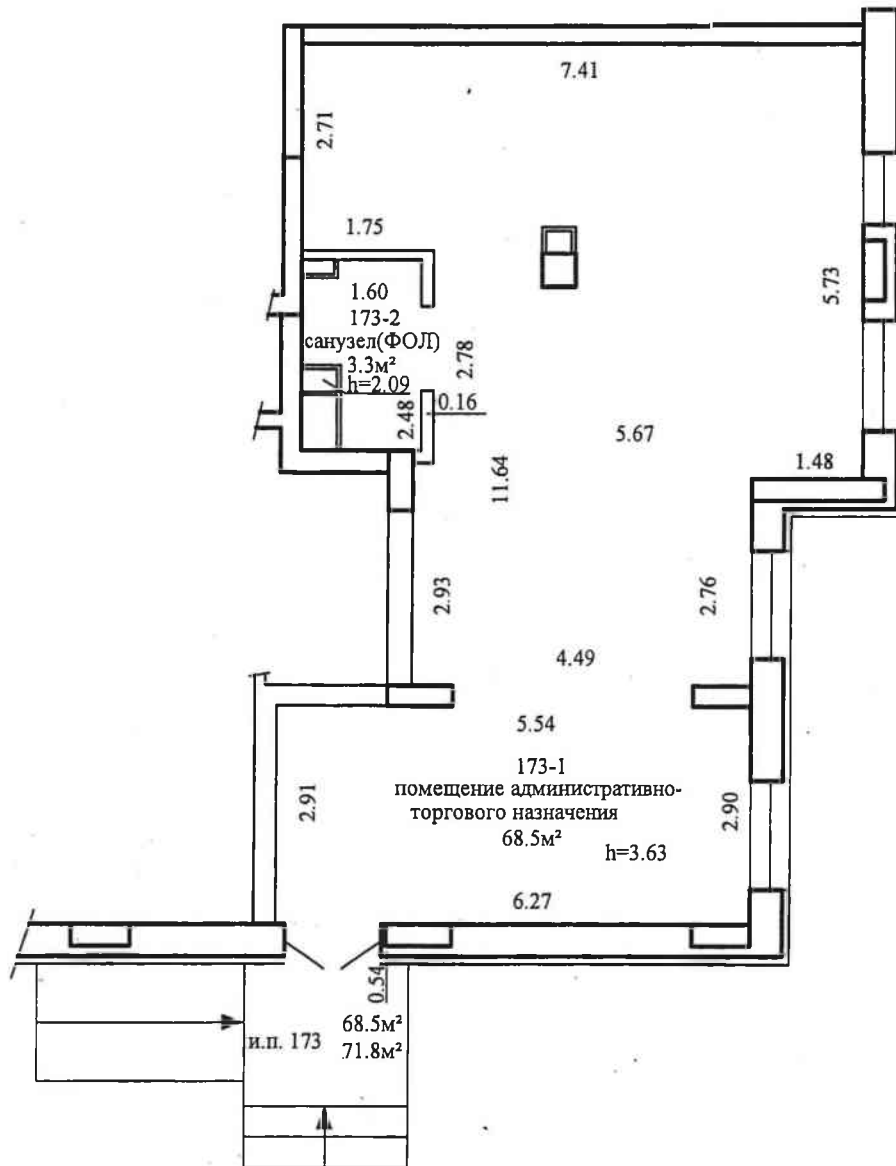 7.41
2.71
1.75
5.73
1.60
173-2
санузел(ФОЛ)
3.3м²
h=2.09
2.78
2.48
0.16
5.67
1.48
11.64
2.93
2.76
4.49
5.54
173-1
помещение административно-
торгового назначения
68.5м²
h=3.63
2.91
2.90
6.27
0.54
68.5м²
71.8м²
и.п. 173